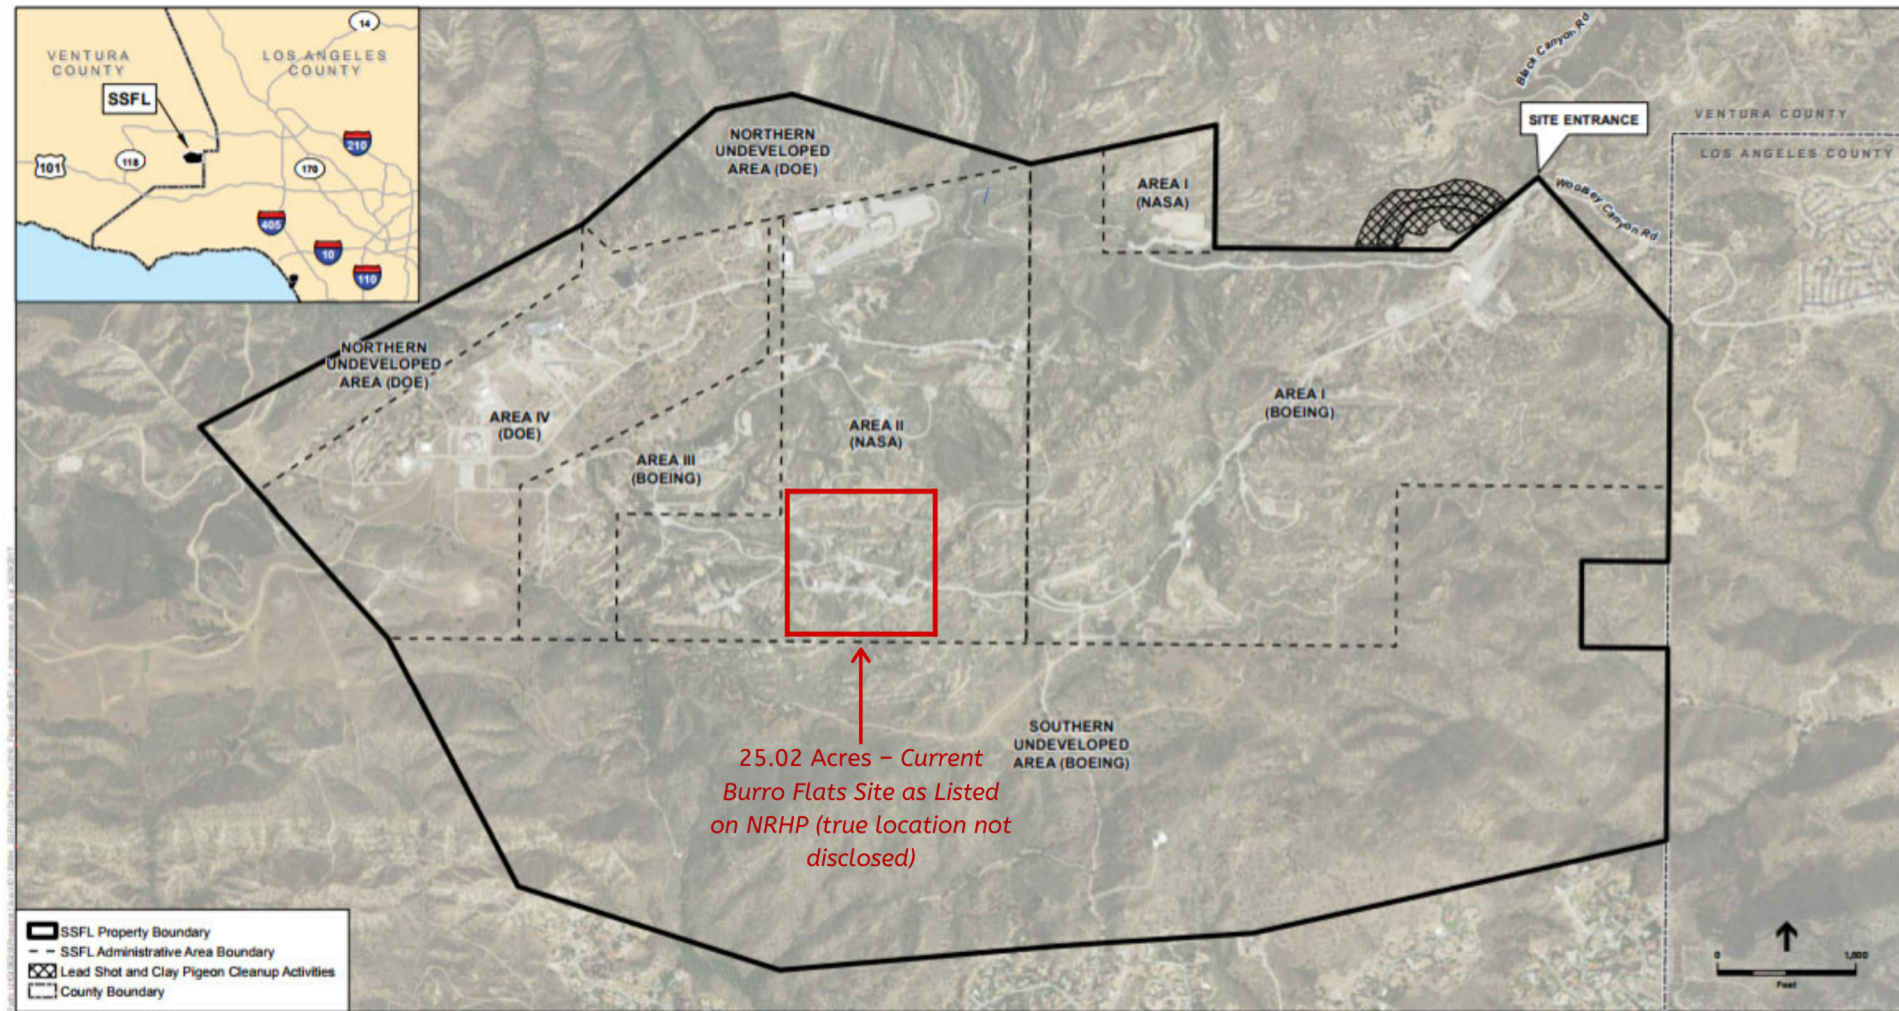 VENTURA
COUNTY
LOS ANGELES
COUNTY
SSFL
14
101
118
170
210
405
10
110
Black Canyon Rd
SITE ENTRANCE
VENTURA COUNTY
LOS ANGELES COUNTY
Woolsey Canyon Rd
NORTHERN
UNDEVELOPED
AREA (DOE)
AREA I
(NASA)
NORTHERN
UNDEVELOPED
AREA (DOE)
AREA IV
(DOE)
AREA III
(BOEING)
AREA II
(NASA)
AREA I
(BOEING)
SOUTHERN
UNDEVELOPED
AREA (BOEING)
25.02 Acres – Current
Burro Flats Site as Listed
on NRHP (true location not
disclosed)
SSFL Property Boundary
SSFL Administrative Area Boundary
Lead Shot and Clay Pigeon Cleanup Activities
County Boundary
0
Feet